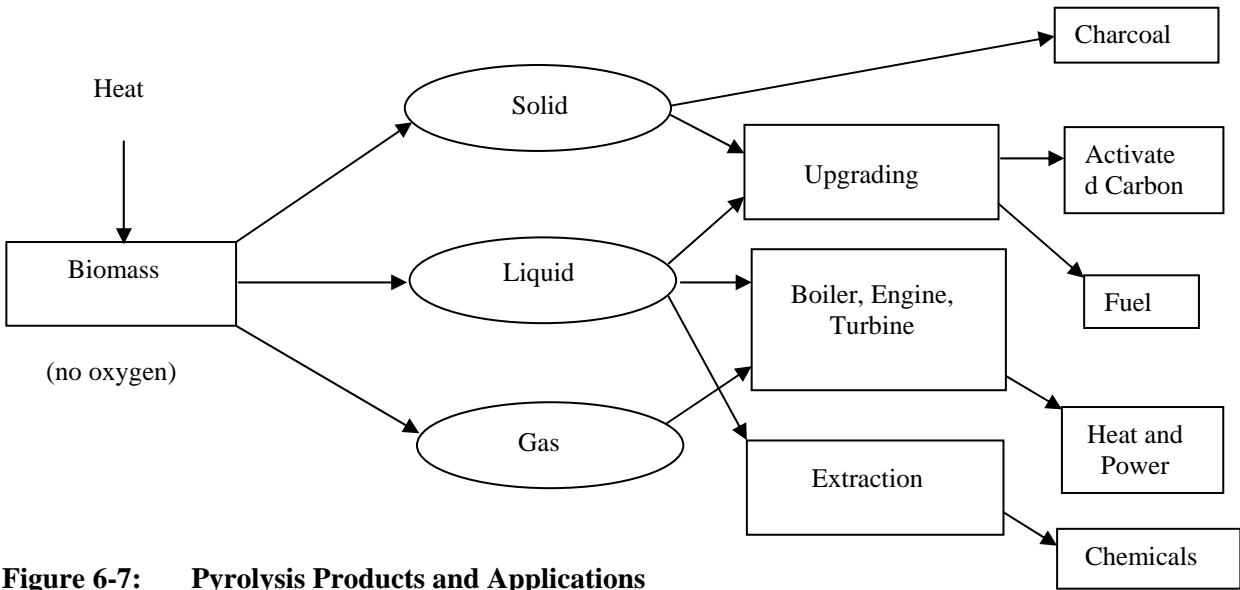 Charcoal
Heat
Solid
Activate
d Carbon
Upgrading
Biomass
Liquid
Boiler, Engine,
Turbine
Fuel
(no oxygen)
Gas
Heat and
Power
Extraction
Chemicals
Figure 6-7: Pyrolysis Products and Applications